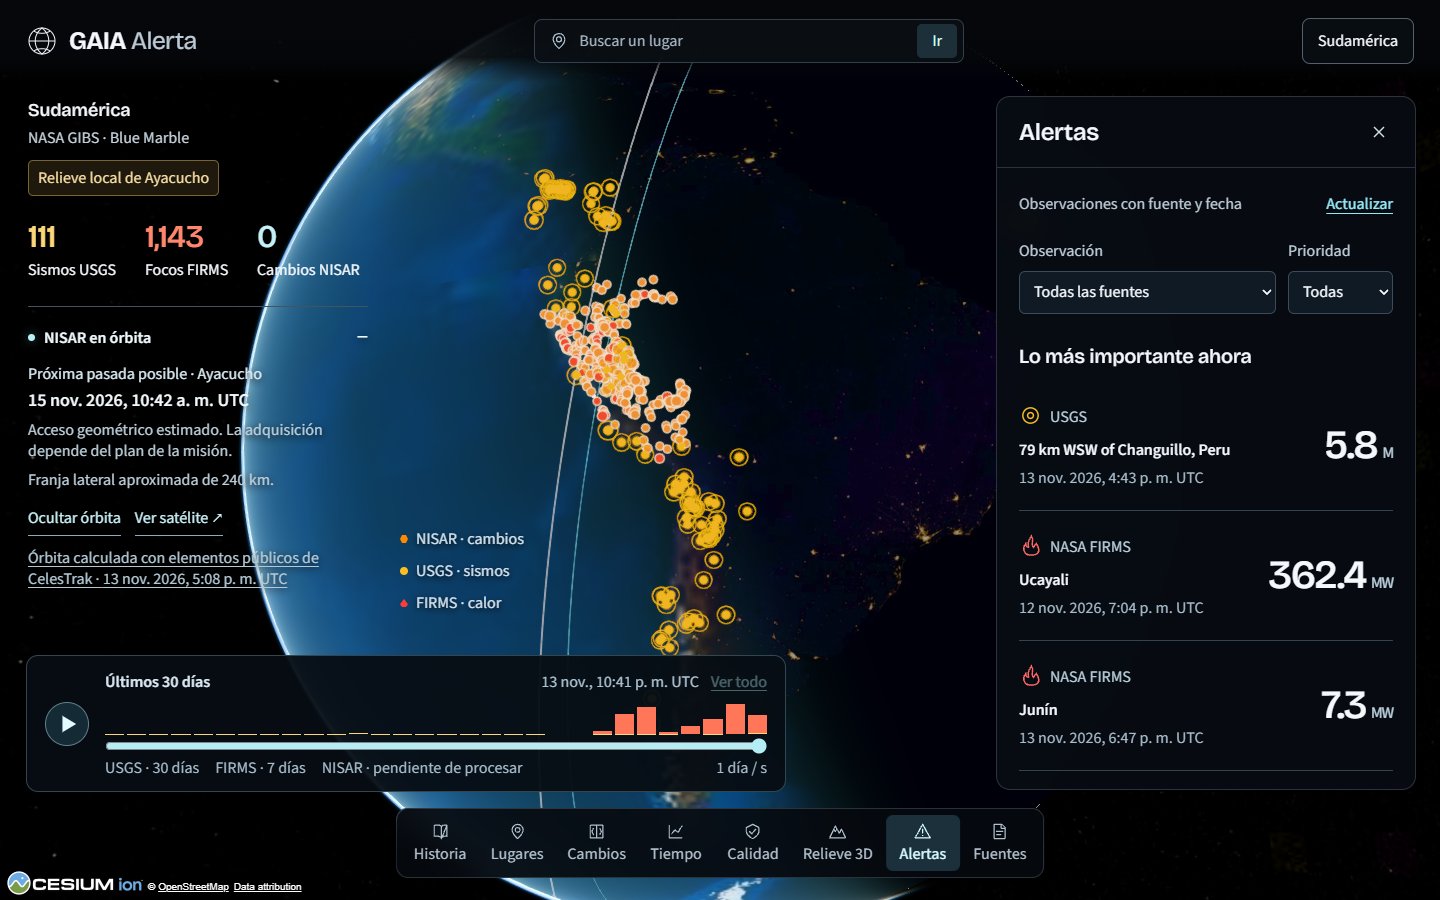 GAIA Alerta
Buscar un lugar
Ir
Sudamérica
Sudamérica
NASA GIBS · Blue Marble
Relieve local de Ayacucho
111
Sismos USGS
1,143
Focos FIRMS
0
Cambios NISAR
NISAR en órbita
Próxima pasada posible · Ayacucho
15 nov. 2026, 10:42 a. m. UTC
Acceso geométrico estimado. La adquisición
depende del plan de la misión.
Franja lateral aproximada de 240 km.
Ocultar órbita Ver satélite ↗
Órbita calculada con elementos públicos de
CelesTrak · 13 nov. 2026, 5:08 p. m. UTC
NISAR · cambios
USGS · sismos
FIRMS · calor
Últimos 30 días
13 nov., 10:41 p. m. UTC Ver todo
USGS · 30 días FIRMS · 7 días NISAR · pendiente de procesar
1 día / s
Alertas
Observaciones con fuente y fecha
Actualizar
Observación
Todas las fuentes
Prioridad
Todas
Lo más importante ahora
USGS
79 km WSW of Changuillo, Peru
13 nov. 2026, 4:43 p. m. UTC
5.8 M
NASA FIRMS
Ucayali
12 nov. 2026, 7:04 p. m. UTC
362.4 MW
NASA FIRMS
Junín
13 nov. 2026, 6:47 p. m. UTC
7.3 MW
Historia
Lugares
Cambios
Tiempo
Calidad
Relieve 3D
Alertas
Fuentes
CESIUM ion © OpenStreetMap Data attribution